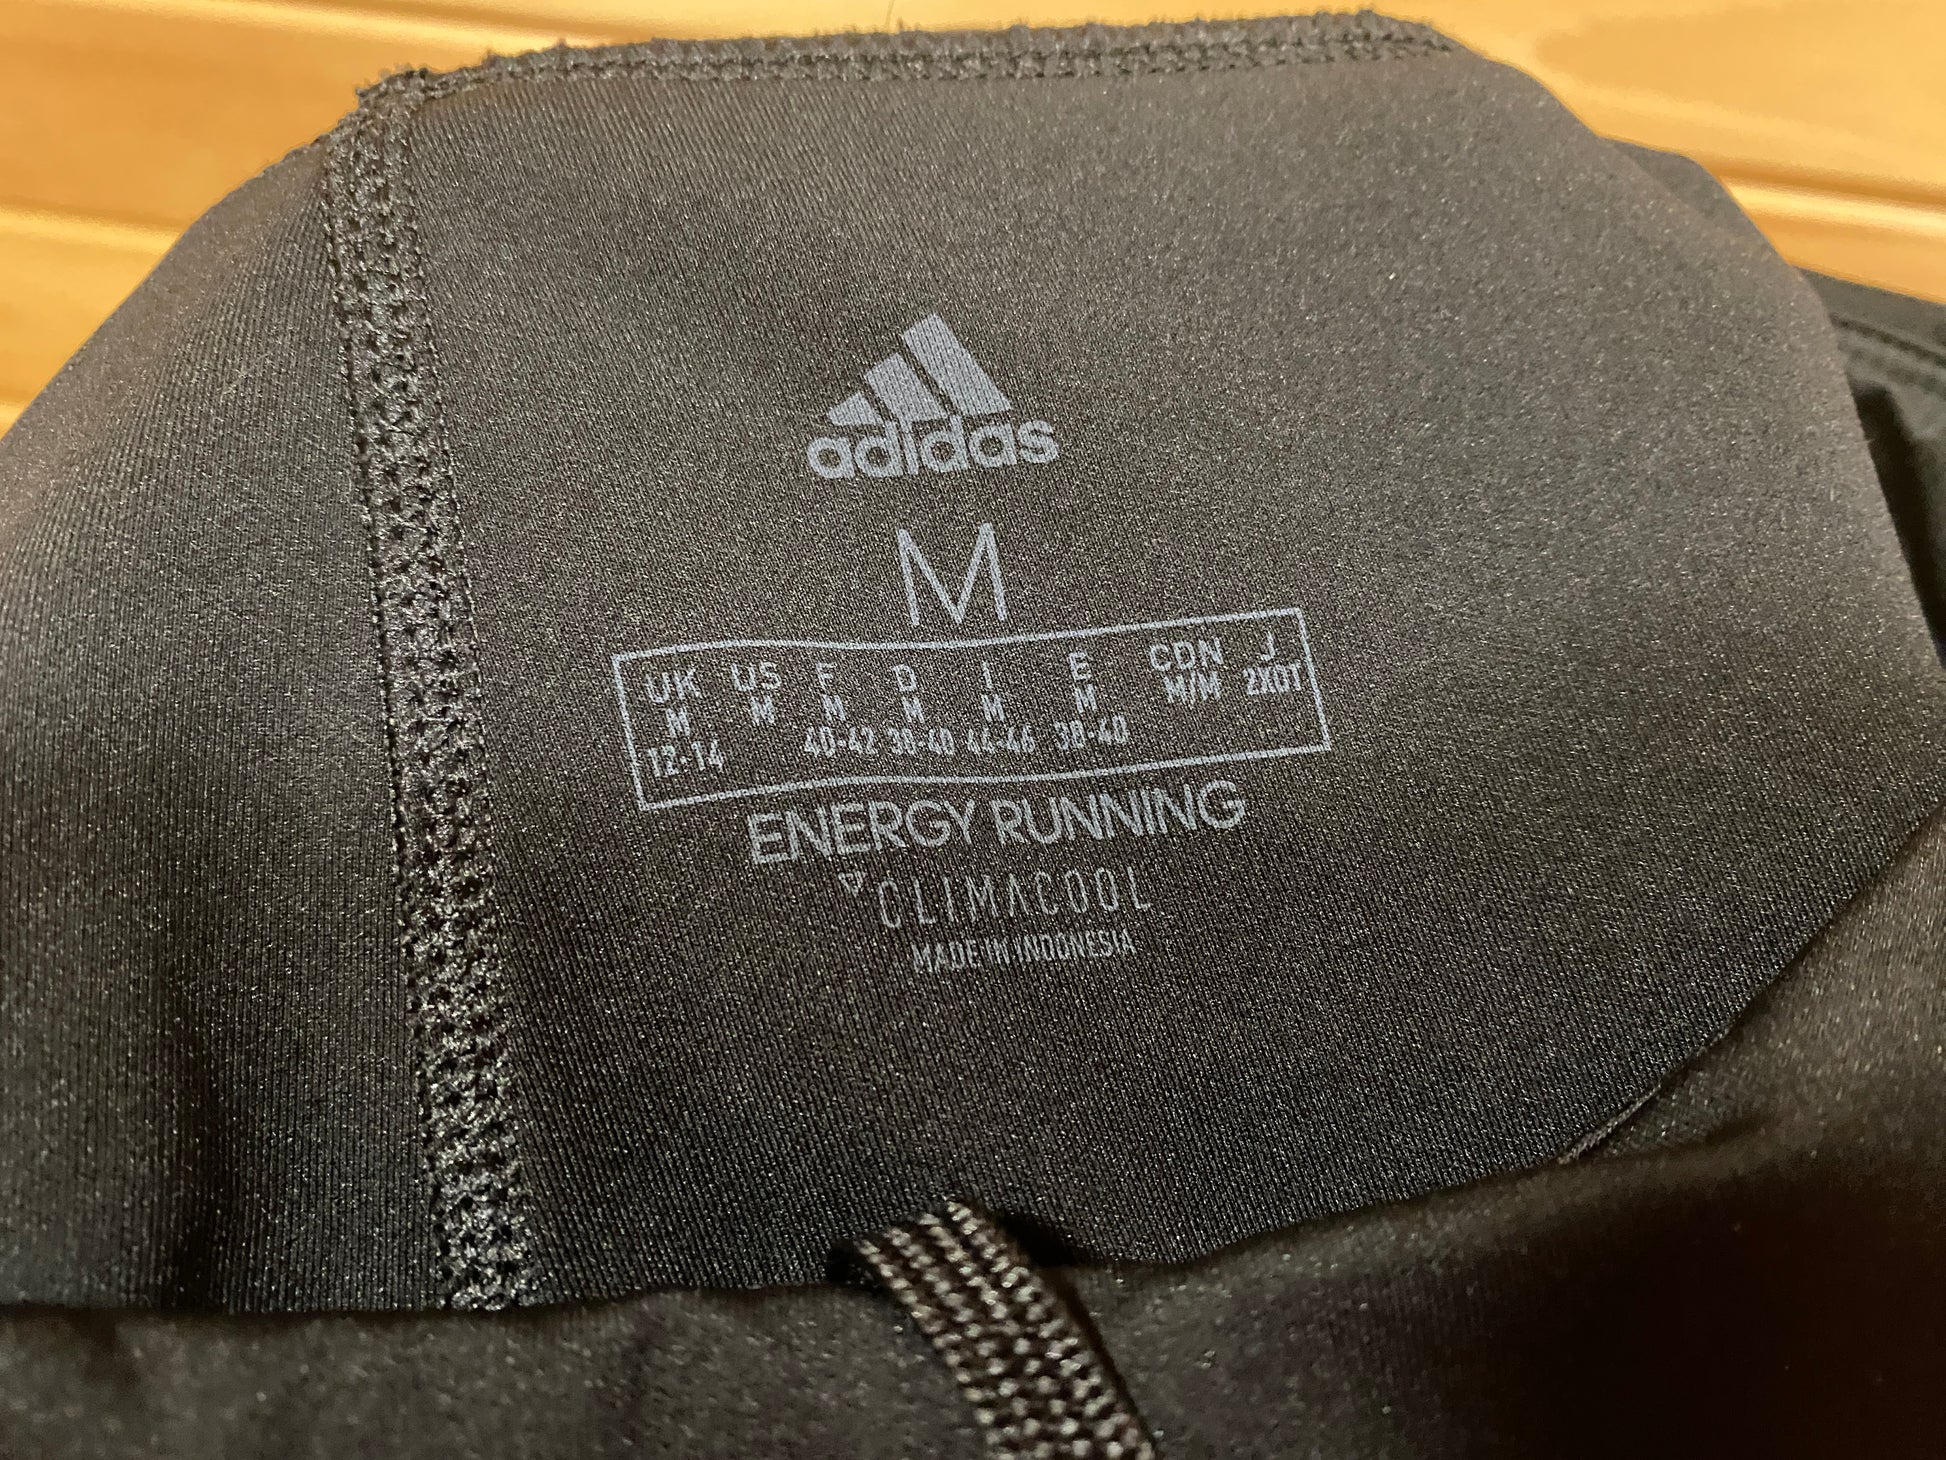 adidas
M
UK US F D I E CDN J
M M M M M M M/M 2XOT
12-14 40-42 38-40 44-46 38-40
ENERGY RUNNING
CLIMACOOL
MADE IN INDONESIA